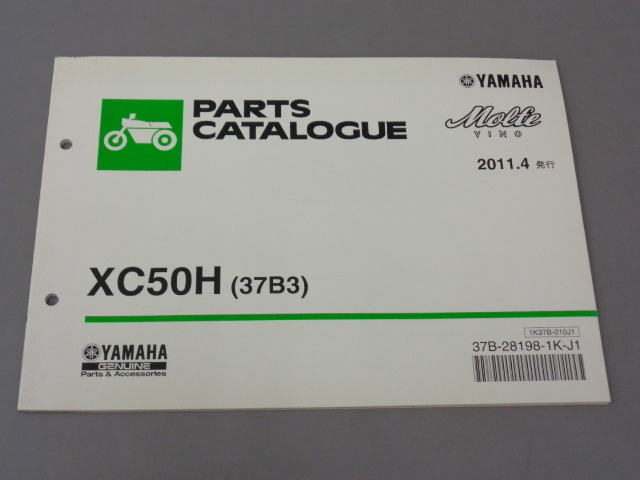 PARTS
CATALOGUE
YAMAHA
Molfe
VINO
2011.4 発行
XC50H (37B3)
YAMAHA
GENUINE
Parts & Accessories
1K37B-010J1
37B-28198-1K-J1